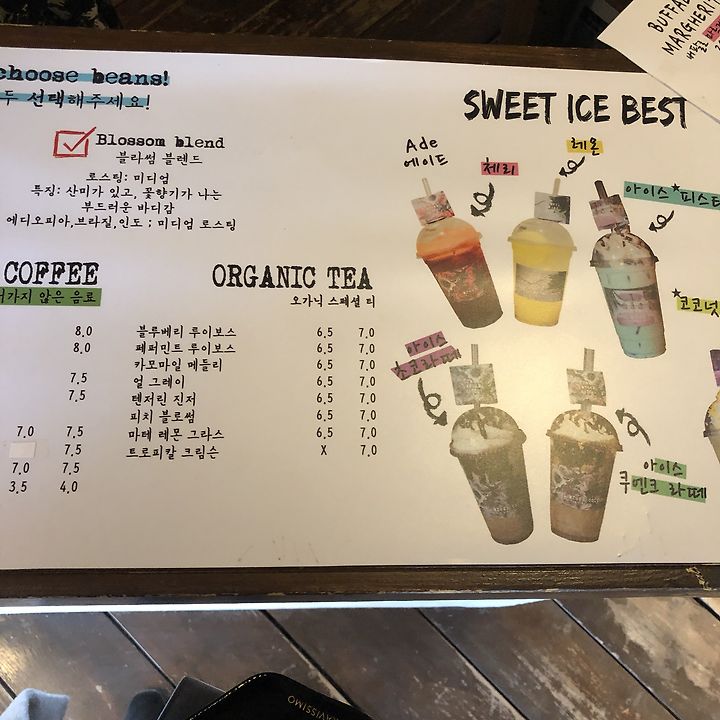 choose beans!
두 선택해주세요!
Blossom blend
블라썸 블렌드
로스팅: 미디엄
특징: 산미가 있고, 꽃향기가 나는
부드러운 바디감
에디오피아,브라질,인도 ; 미디엄 로스팅
COFFEE
가지 않은 음료
8.0
8.0
7.5
7.5
7.0 7.5
7.5
7.0 7.5
3.5 4.0
ORGANIC TEA
오가닉 스페셜 티
블루베리 루이보스 6.5 7.0
페퍼민트 루이보스 6.5 7.0
카모마일 메들리 6.5 7.0
얼 그레이 6.5 7.0
텐저린 진저 6.5 7.0
피치 블로썸 6.5 7.0
마테 레몬 그라스 6.5 7.0
트로피칼 크림슨 X 7.0
SWEET ICE BEST
Ade
에이드
체리
레몬
아이스 피스타
코코넛
아이스
초코라떼
아이스
쿠앤크 라떼
BUFFAL
MARGHERIT